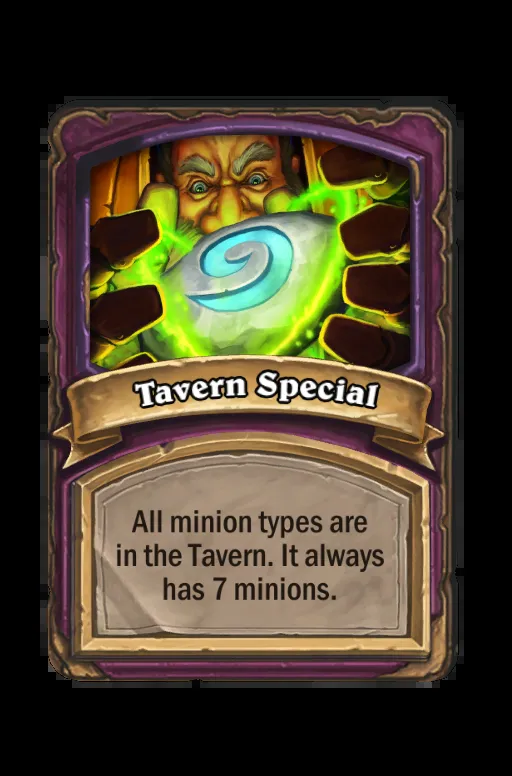 Tavern Special
All minion types are
in the Tavern. It always
has 7 minions.